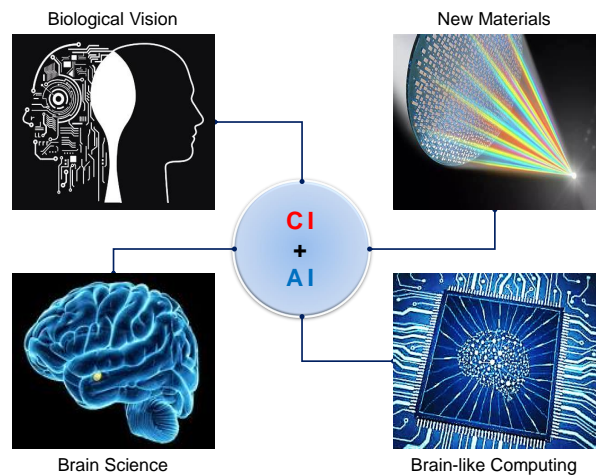 Biological Vision
New Materials
CI
+
AI
Brain Science
Brain-like Computing